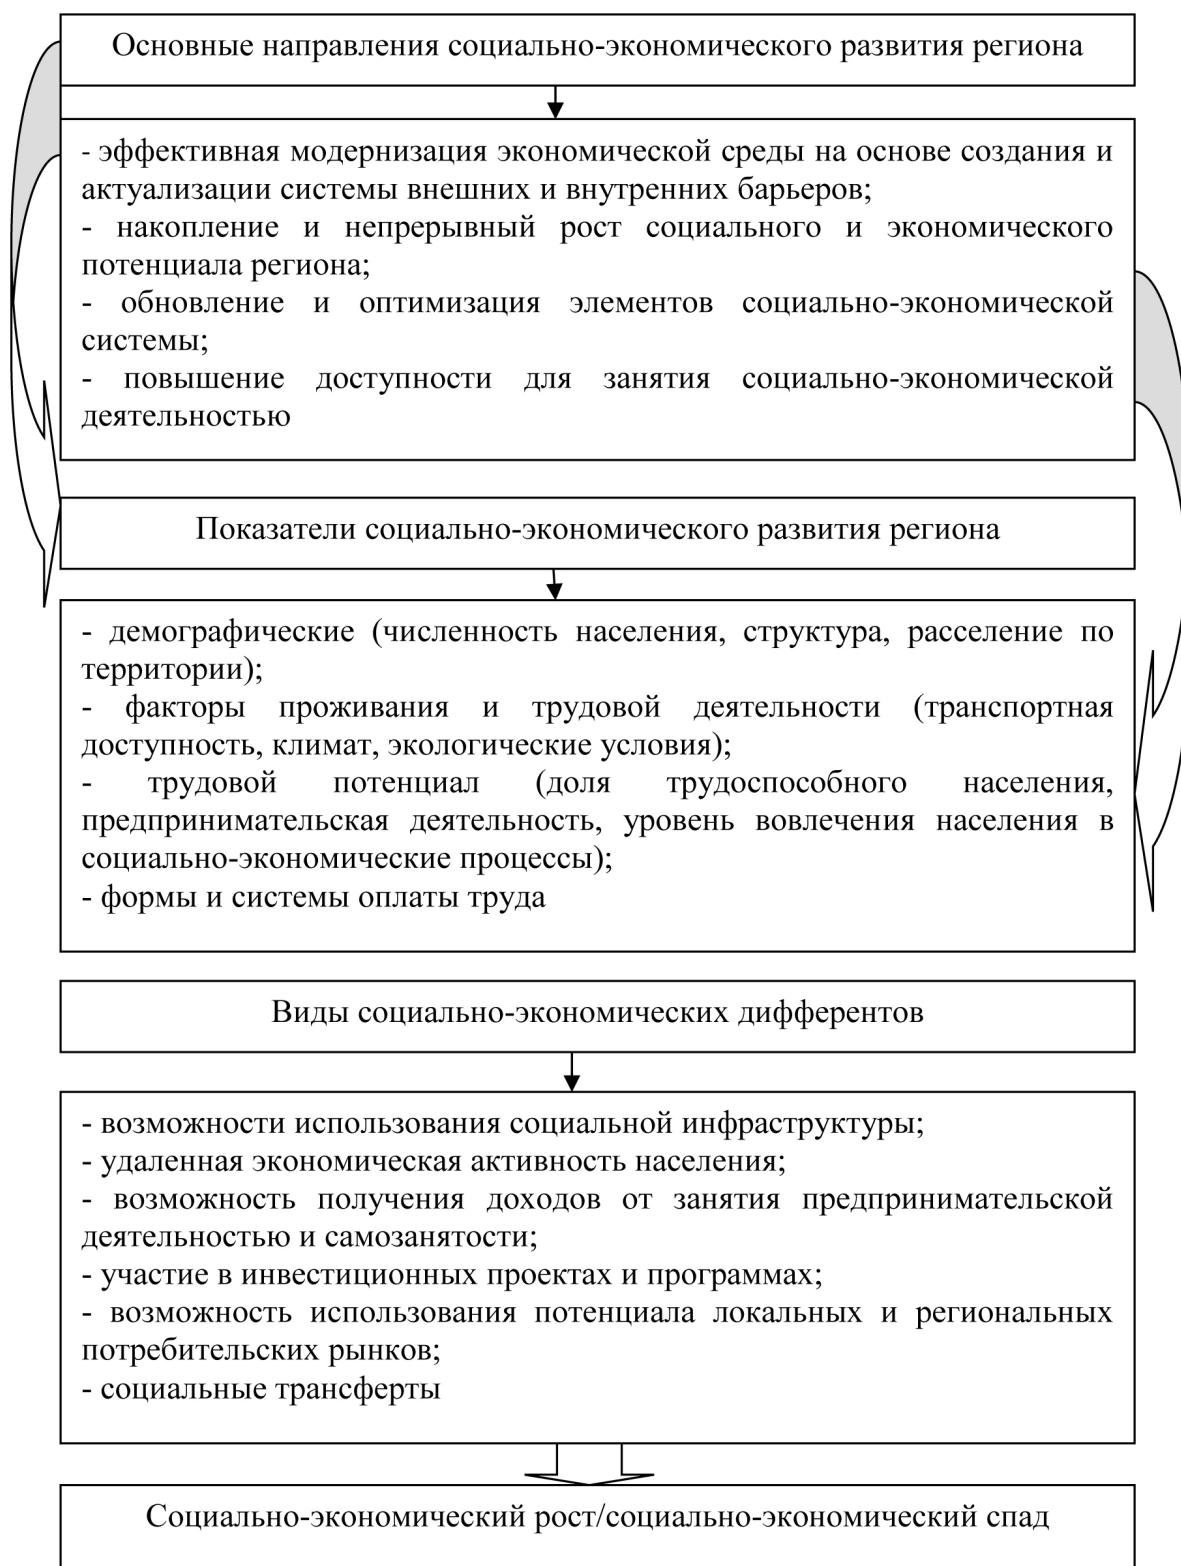 Основные направления социально-экономического развития региона
- эффективная модернизация экономической среды на основе создания и
актуализации системы внешних и внутренних барьеров;
- накопление и непрерывный рост социального и экономического
потенциала региона;
- обновление и оптимизация элементов социально-экономической
системы;
- повышение доступности для занятия социально-экономической
деятельностью
Показатели социально-экономического развития региона
- демографические (численность населения, структура, расселение по
территории);
- факторы проживания и трудовой деятельности (транспортная
доступность, климат, экологические условия);
- трудовой потенциал (доля трудоспособного населения,
предпринимательская деятельность, уровень вовлечения населения в
социально-экономические процессы);
- формы и системы оплаты труда
Виды социально-экономических дифферентов
- возможности использования социальной инфраструктуры;
- удаленная экономическая активность населения;
- возможность получения доходов от занятия предпринимательской
деятельностью и самозанятости;
- участие в инвестиционных проектах и программах;
- возможность использования потенциала локальных и региональных
потребительских рынков;
- социальные трансферты
Социально-экономический рост/социально-экономический спад